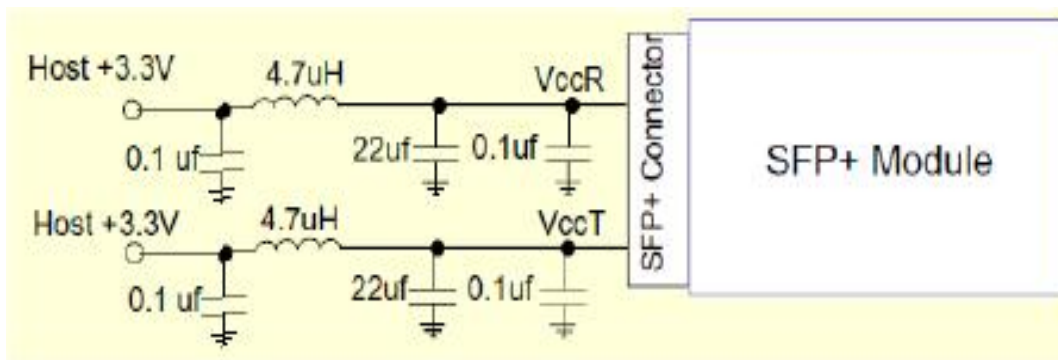 Host +3.3V
4.7uH
VccR
0.1 uf
22uf
0.1uf
Host +3.3V
4.7uH
VccT
0.1 uf
22uf
0.1uf
SFP+ Connector
SFP+ Module